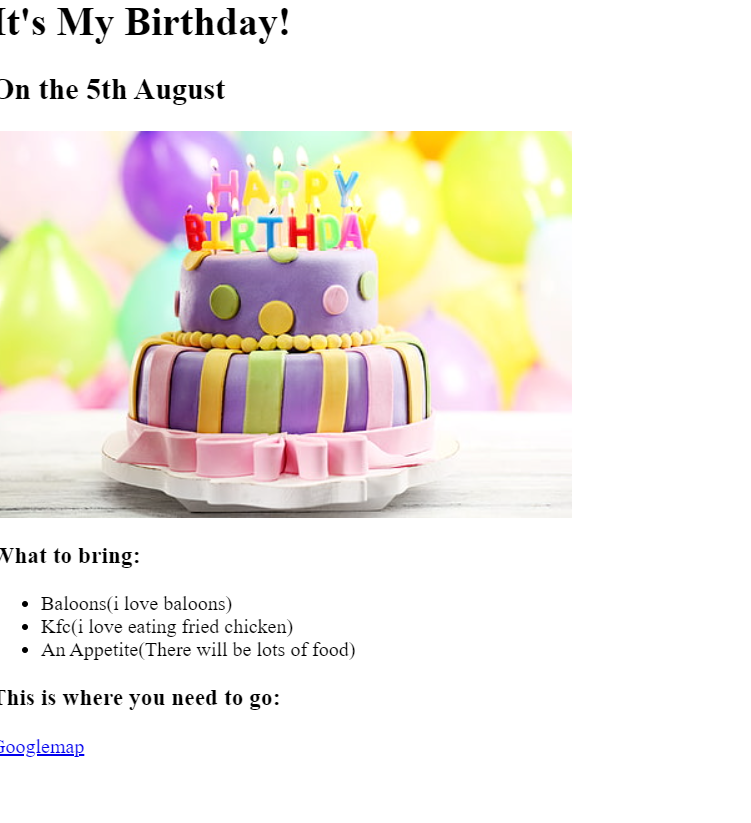 It's My Birthday!
On the 5th August
HAPPY
BIRTHDAY
What to bring:
Baloons(i love baloons)
Kfc(i love eating fried chicken)
An Appetite(There will be lots of food)
This is where you need to go:
Googlemap